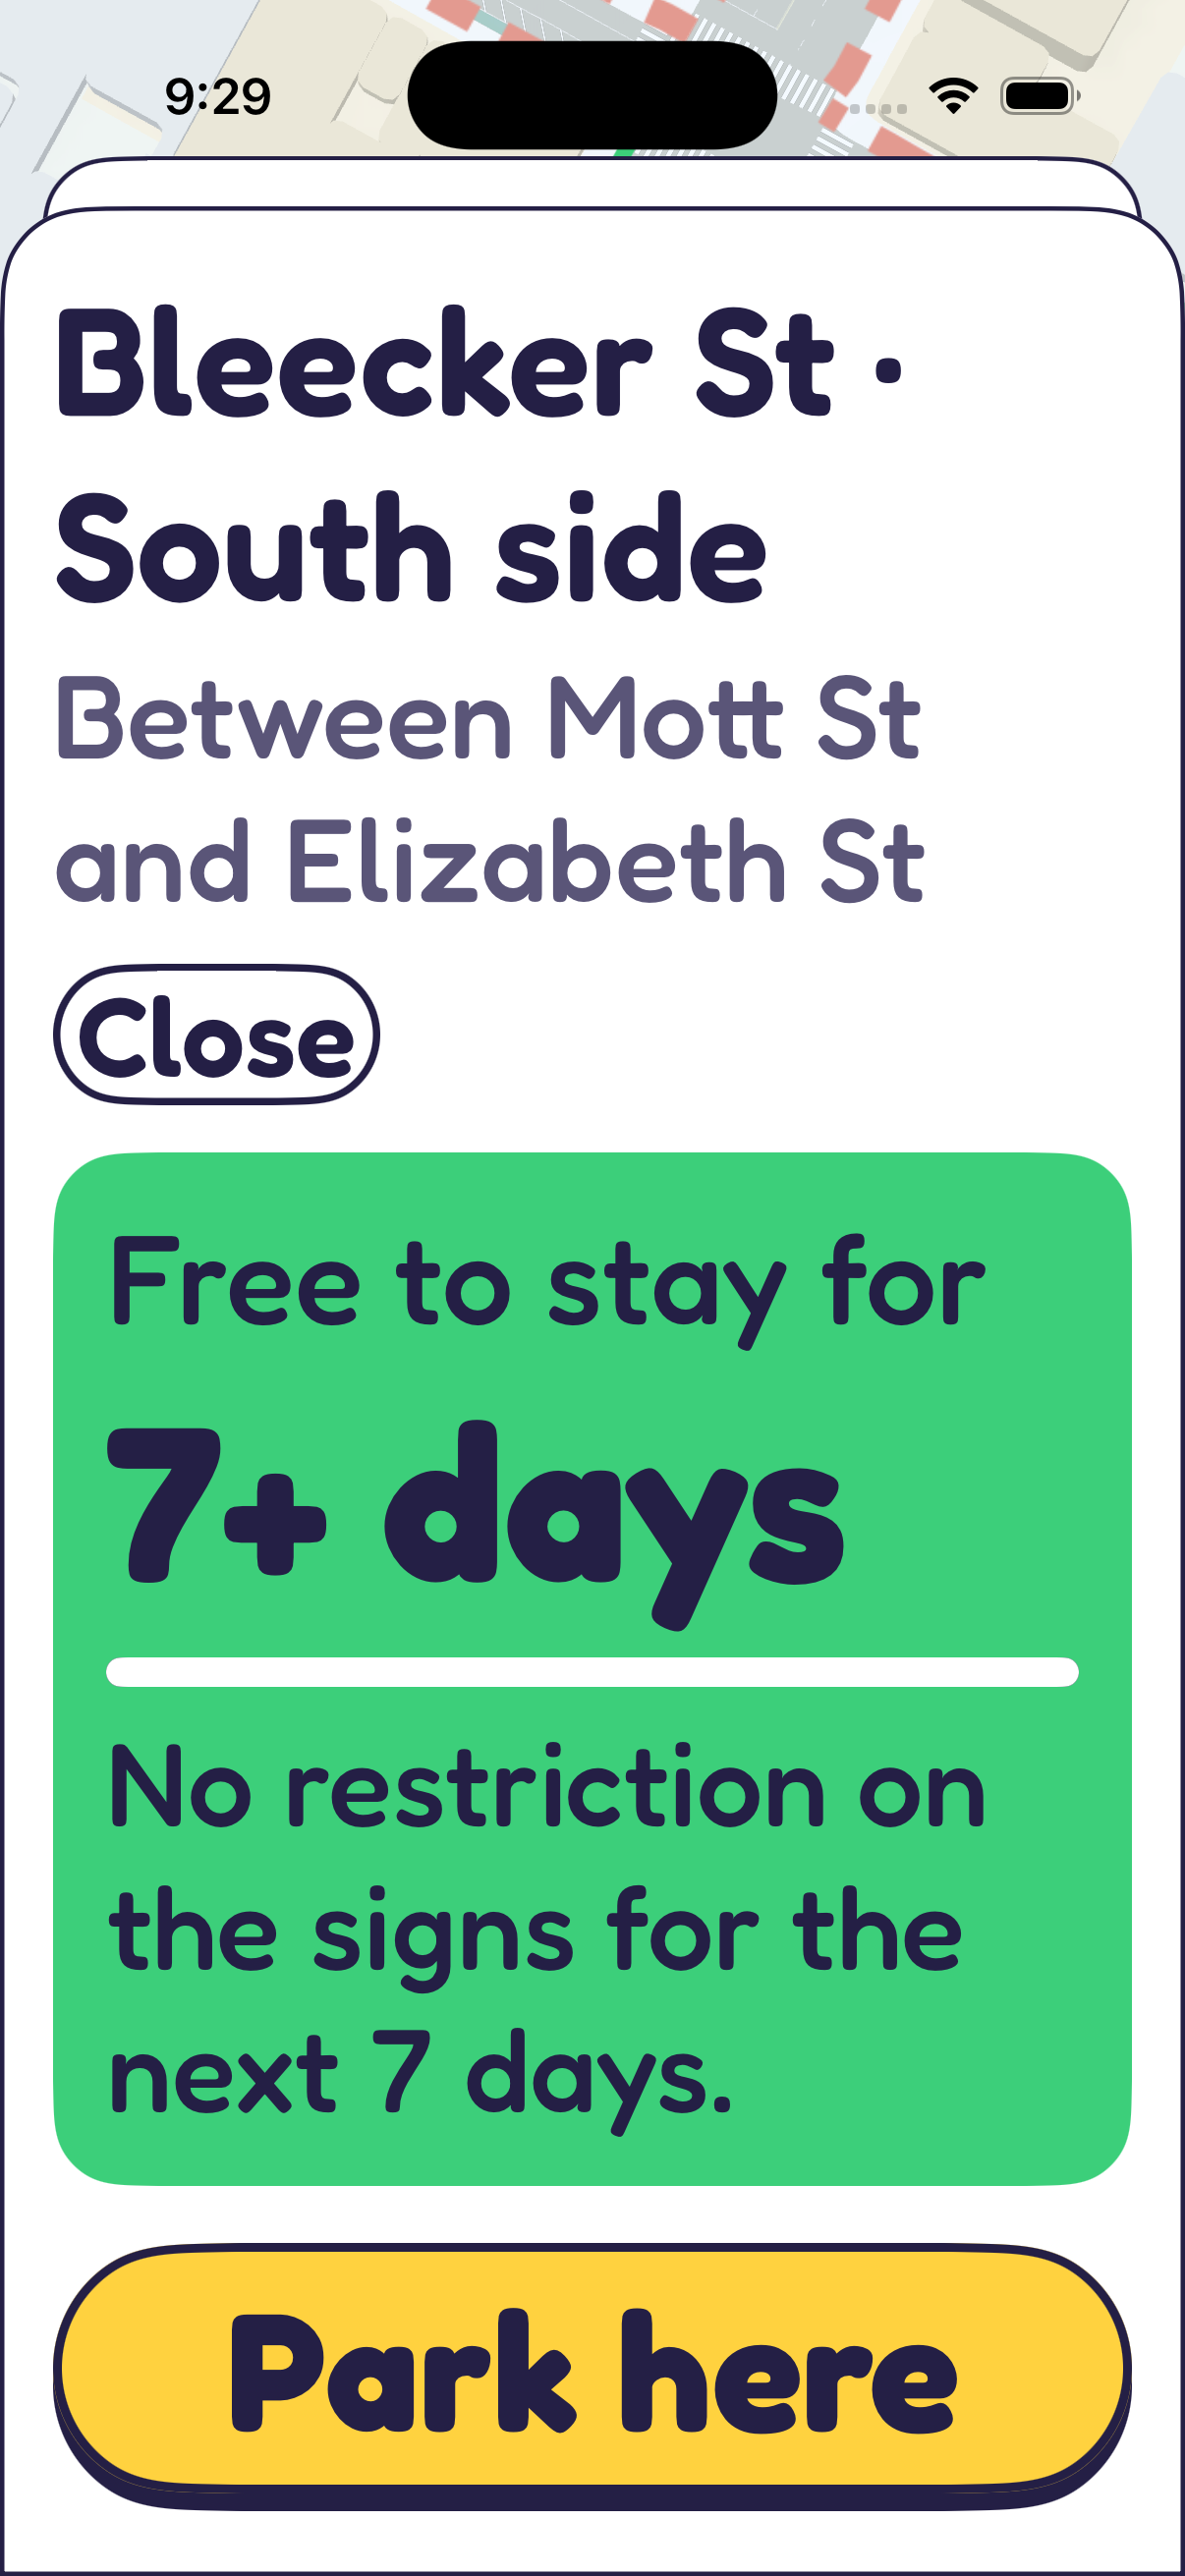 9:29
Bleecker St ·
South side
Between Mott St
and Elizabeth St
Close
Free to stay for
7+ days
No restriction on
the signs for the
next 7 days.
Park here